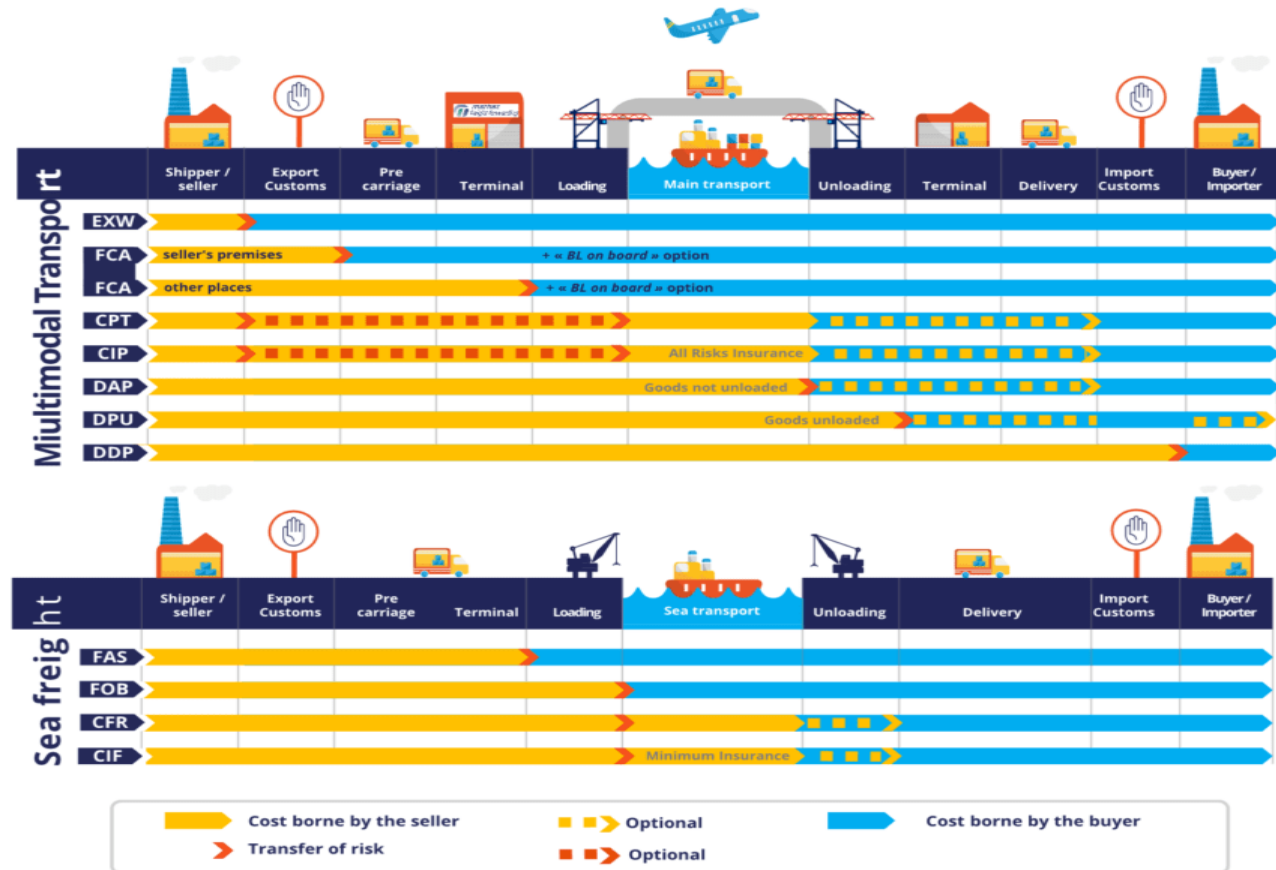 Shipper / seller
Export Customs
Pre carriage
Terminal
Loading
Main transport
Unloading
Terminal
Delivery
Import Customs
Buyer / Importer
Miultimodal Transport
EXW
FCA
seller's premises
+ « BL on board » option
FCA
other places
+ « BL on board » option
CPT
CIP
All Risks Insurance
DAP
Goods not unloaded
DPU
Goods unloaded
DDP
Shipper / seller
Export Customs
Pre carriage
Terminal
Loading
Sea transport
Unloading
Delivery
Import Customs
Buyer / Importer
Sea freight
FAS
FOB
CFR
CIF
Minimum Insurance
Cost borne by the seller
Optional
Cost borne by the buyer
Transfer of risk
Optional